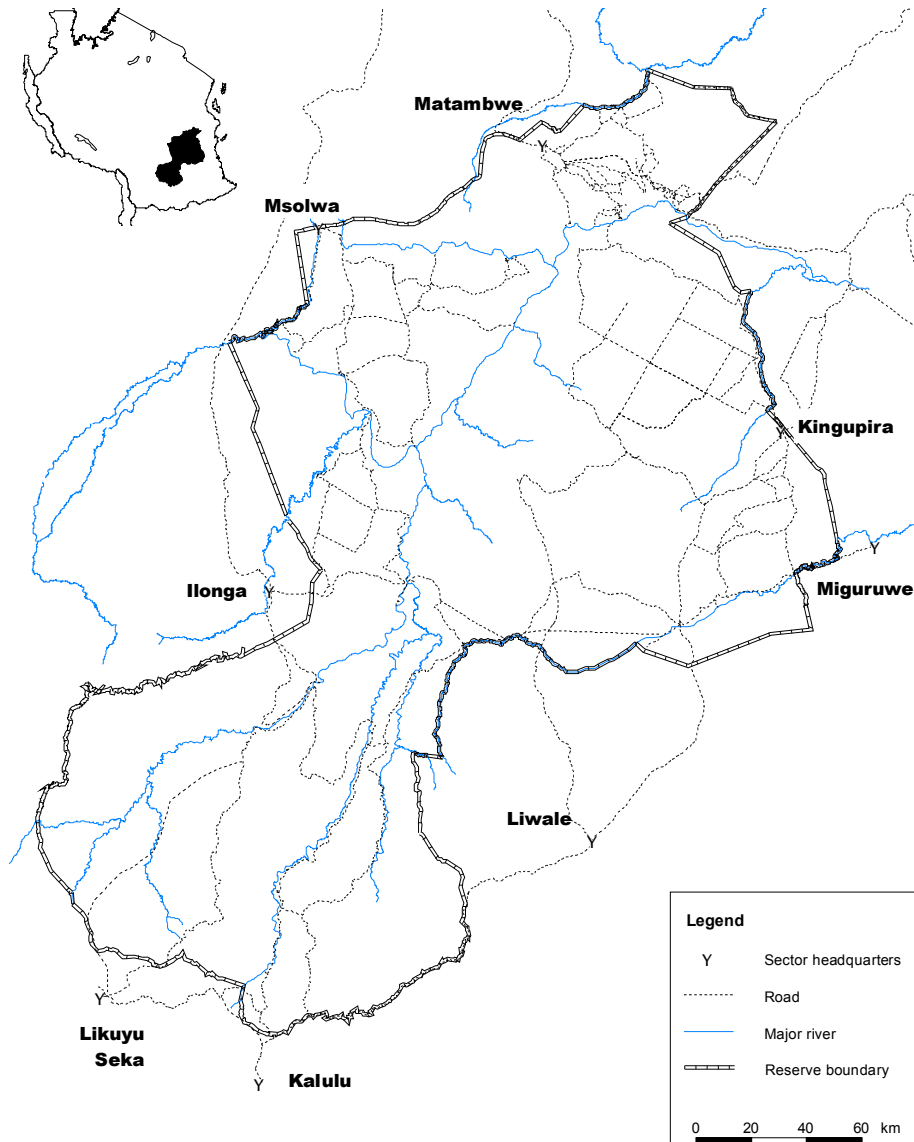 Matambwe
Y
Msolwa
Y
Kingupira
Y
Y
Ilonga
Y
Miguruwe
Liwale
Y
Likuyu
Seka
Y
Kalulu
Y
Legend
Y Sector headquarters
Road
Major river
Reserve boundary
0 20 40 60 km